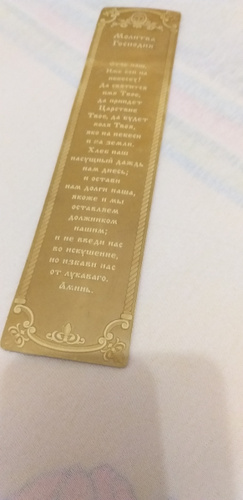 Молитва
Господня
Отче наш,
Иже еси на
небесех!
Да святится
имя Твое,
да приидет
Царствие
Твое, да будет
воля Твоя,
яко на небеси
и на земли.
Хлеб наш
насущный даждь
нам днесь;
и остави
нам долги наша,
якоже и мы
оставляем
должником
нашим;
и не введи нас
во искушение,
но избави нас
от лукаваго.
Аминь.